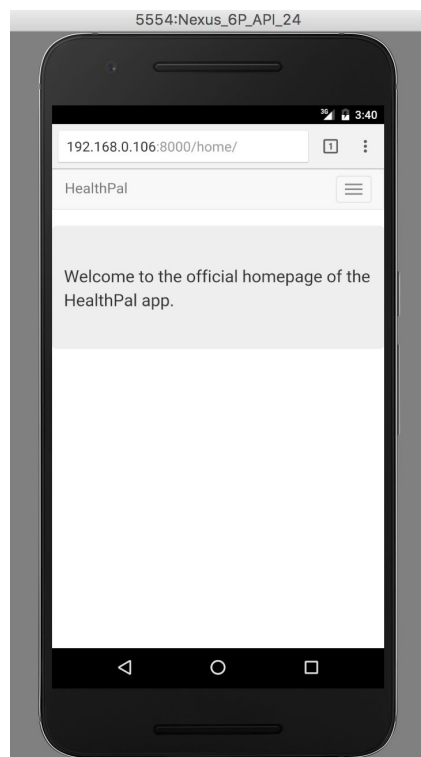 5554:Nexus_6P_API_24
3G 3:40
192.168.0.106:8000/home/ 1
HealthPal
Welcome to the official homepage of the
HealthPal app.